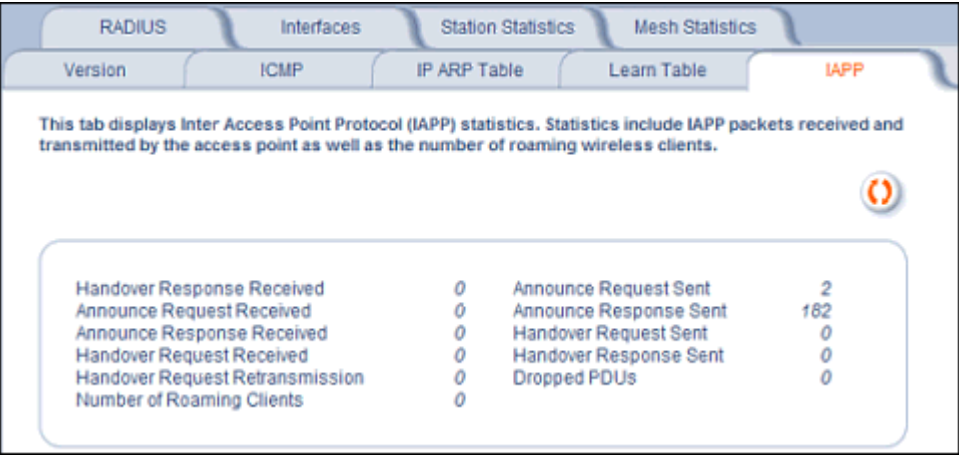 RADIUS Interfaces Station Statistics Mesh Statistics
Version ICMP IP ARP Table Learn Table IAPP
This tab displays Inter Access Point Protocol (IAPP) statistics. Statistics include IAPP packets received and
transmitted by the access point as well as the number of roaming wireless clients.
Handover Response Received 0 Announce Request Sent 2
Announce Request Received 0 Announce Response Sent 182
Announce Response Received 0 Handover Request Sent 0
Handover Request Received 0 Handover Response Sent 0
Handover Request Retransmission 0 Dropped PDUs 0
Number of Roaming Clients 0